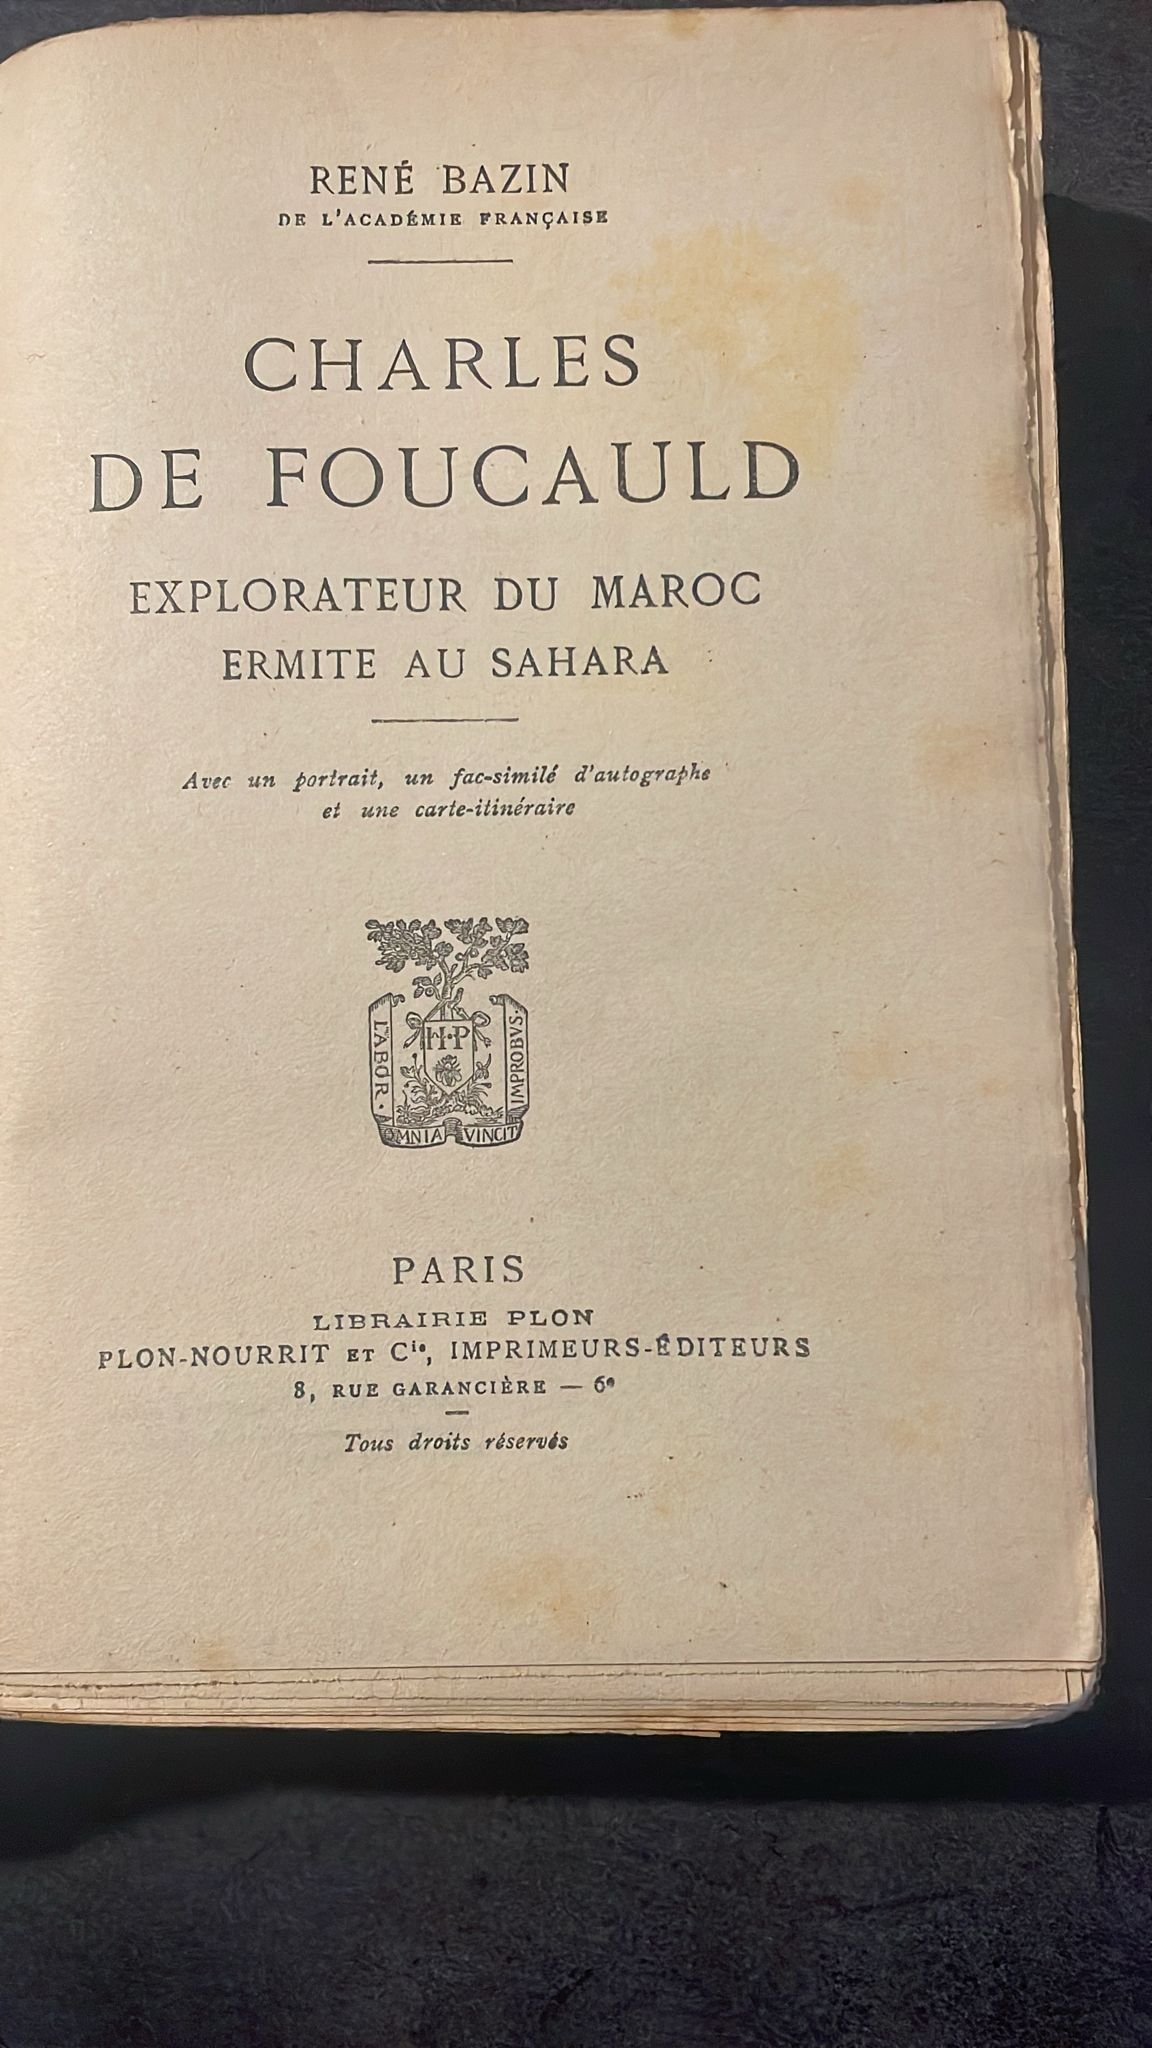 RENÉ BAZIN
DE L'ACADÉMIE FRANÇAISE
CHARLES
DE FOUCAULD
EXPLORATEUR DU MAROC
ERMITE AU SAHARA
Avec un portrait, un fac-similé d'autographe
et une carte-itinéraire
H·P
LABOR·
IMPROBVS·
OMNIA VINCIT
PARIS
LIBRAIRIE PLON
PLON-NOURRIT ET Cie, IMPRIMEURS-ÉDITEURS
8, RUE GARANCIÈRE — 6e
Tous droits réservés